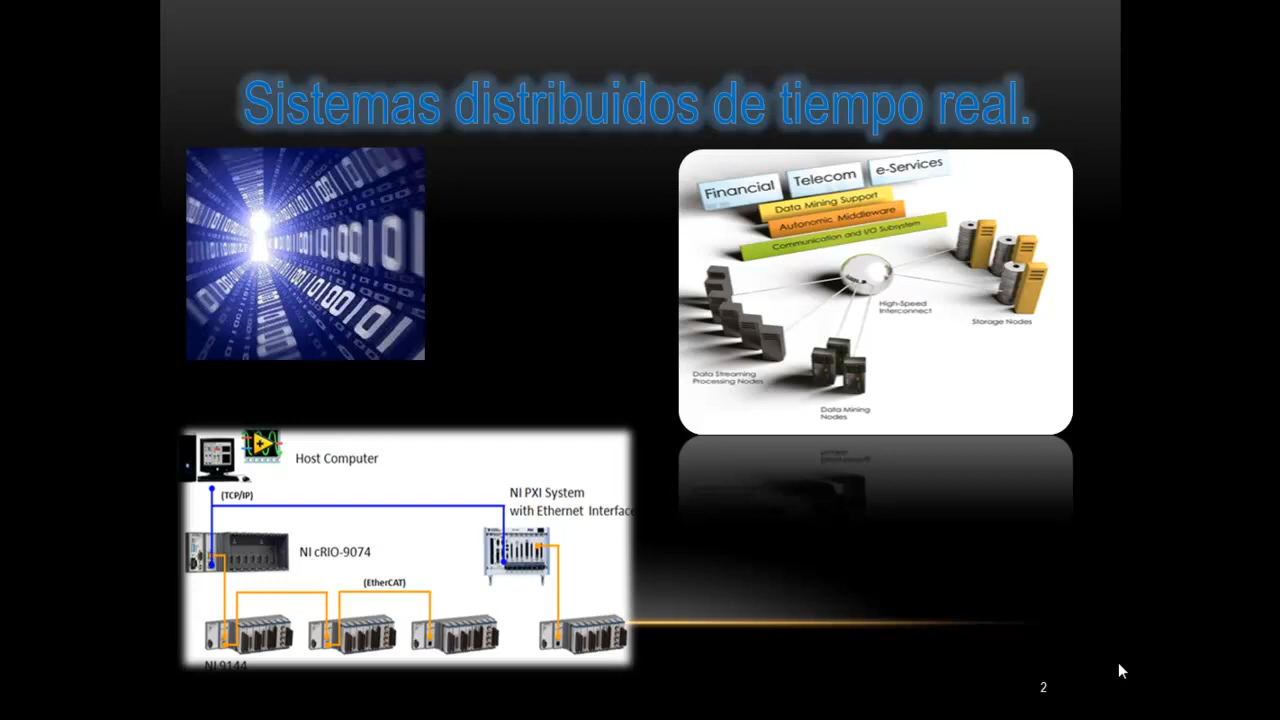 Sistemas distribuidos de tiempo real.
Financial
Telecom
e-Services
Data Mining Support
Autonomic Middleware
Communication and I/O Subsystem
High-Speed
Interconnect
Storage Nodes
Data Streaming
Processing Nodes
Data Mining
Nodes
Host Computer
(TCP/IP)
NI PXI System
with Ethernet Interface
NI cRIO-9074
(EtherCAT)
NI 9144
2